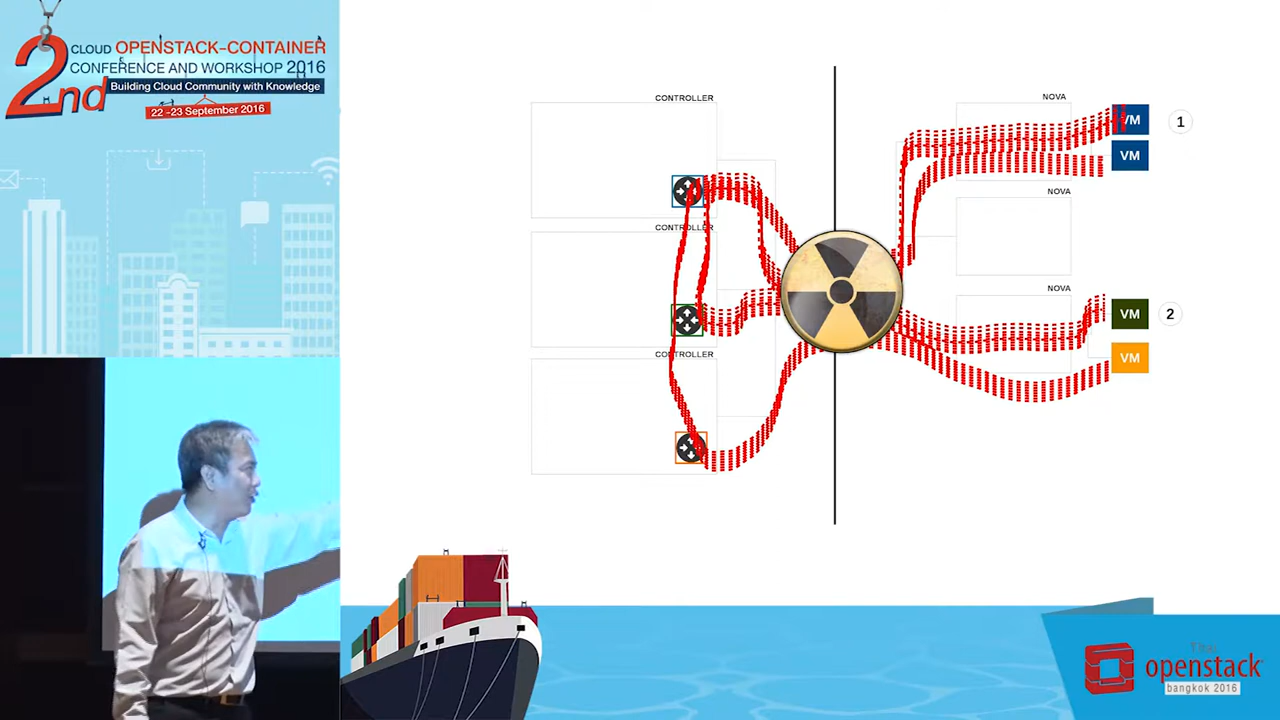 2nd
CLOUD OPENSTACK-CONTAINER
CONFERENCE AND WORKSHOP 2016
Building Cloud Community with Knowledge
22 -23 September 2016
CONTROLLER
CONTROLLER
CONTROLLER
NOVA
VM
1
VM
NOVA
NOVA
VM
2
VM
openstack
bangkok 2016